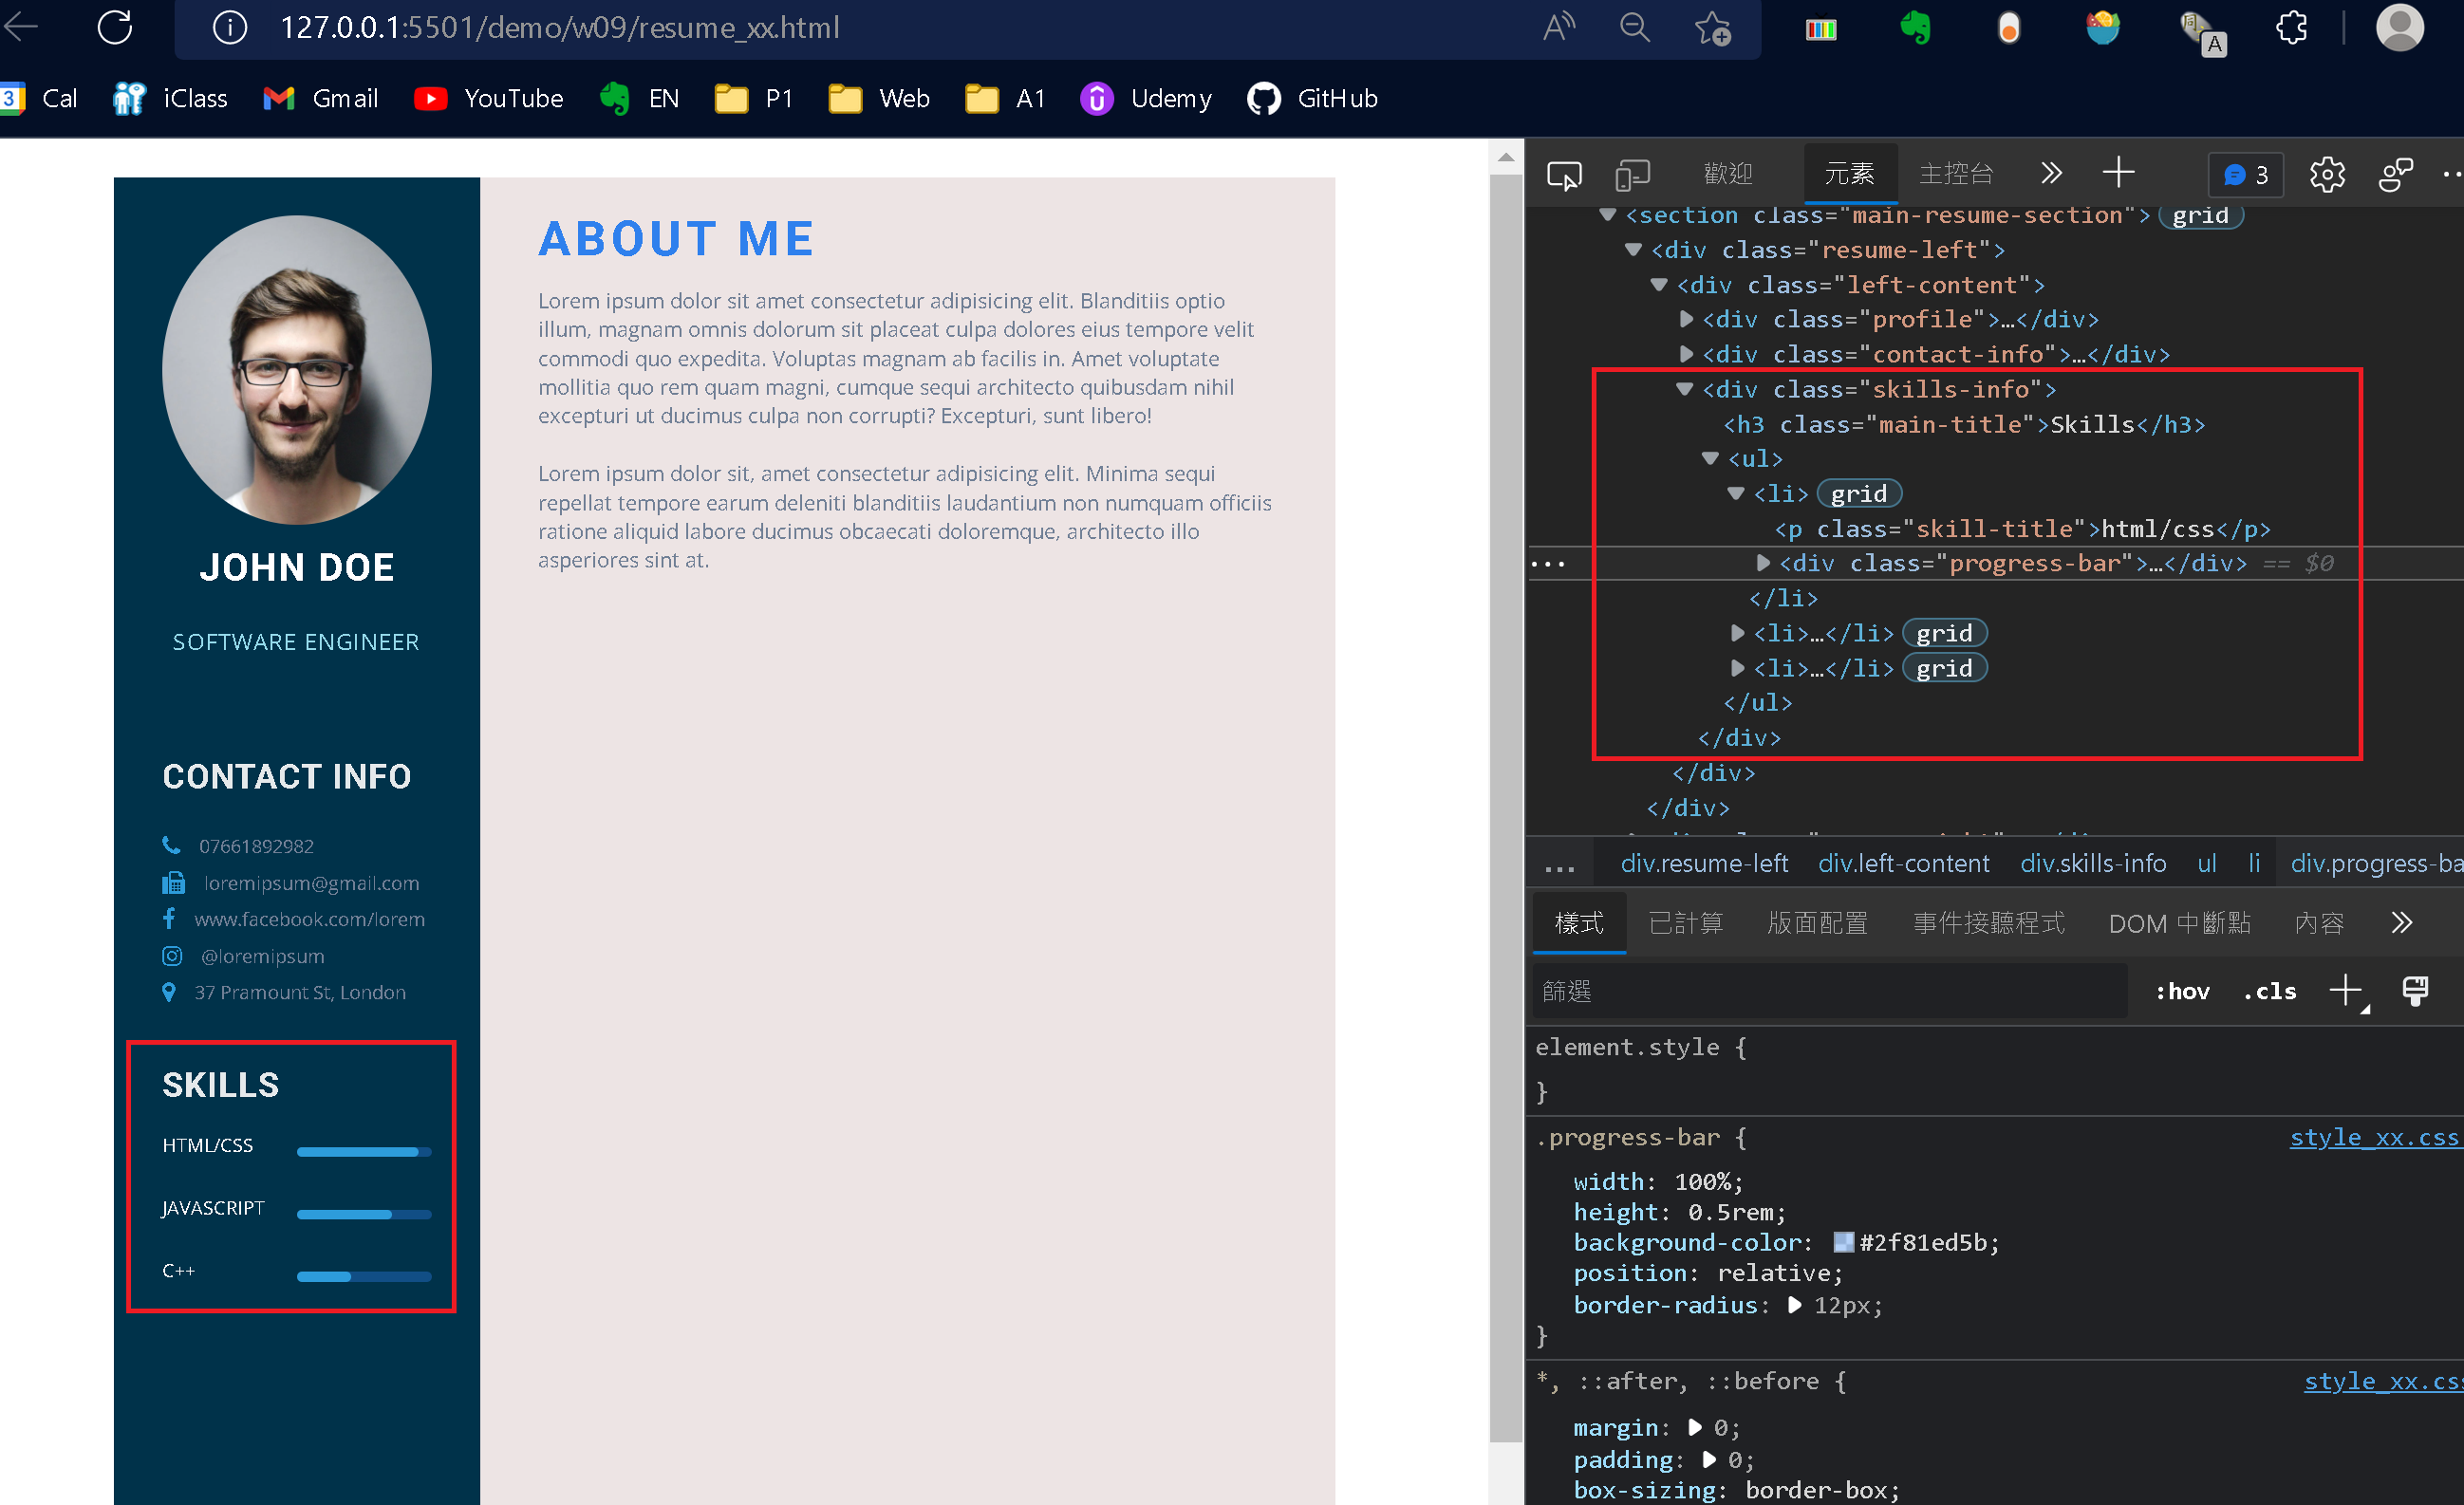 127.0.0.1:5501/demo/w09/resume_xx.html
A
3 Cal iClass Gmail YouTube EN P1 Web A1 Udemy GitHub
ABOUT ME
Lorem ipsum dolor sit amet consectetur adipisicing elit. Blanditiis optio
illum, magnam omnis dolorum sit placeat culpa dolores eius tempore velit
commodi quo expedita. Voluptas magnam ab facilis in. Amet voluptate
mollitia quo rem quam magni, cumque sequi architecto quibusdam nihil
excepturi ut ducimus culpa non corrupti? Excepturi, sunt libero!
Lorem ipsum dolor sit, amet consectetur adipisicing elit. Minima sequi
repellat tempore earum deleniti blanditiis laudantium non numquam officiis
ratione aliquid labore ducimus obcaecati doloremque, architecto illo
asperiores sint at.
JOHN DOE
SOFTWARE ENGINEER
CONTACT INFO
07661892982
loremipsum@gmail.com
www.facebook.com/lorem
@loremipsum
37 Pramount St, London
SKILLS
HTML/CSS
JAVASCRIPT
C++
歡迎 元素 主控台 3
<section class="main-resume-section"> grid
<div class="resume-left">
<div class="left-content">
<div class="profile">…</div>
<div class="contact-info">…</div>
<div class="skills-info">
<h3 class="main-title">Skills</h3>
<ul>
<li> grid
<p class="skill-title">html/css</p>
<div class="progress-bar">…</div> == $0
</li>
<li>…</li> grid
<li>…</li> grid
</ul>
</div>
</div>
</div>
... div.resume-left div.left-content div.skills-info ul li div.progress-ba
樣式 已計算 版面配置 事件接聽程式 DOM 中斷點 內容
篩選 :hov .cls
element.style {
}
.progress-bar { style_xx.css
width: 100%;
height: 0.5rem;
background-color: #2f81ed5b;
position: relative;
border-radius: 12px;
}
*, ::after, ::before { style_xx.css
margin: 0;
padding: 0;
box-sizing: border-box;